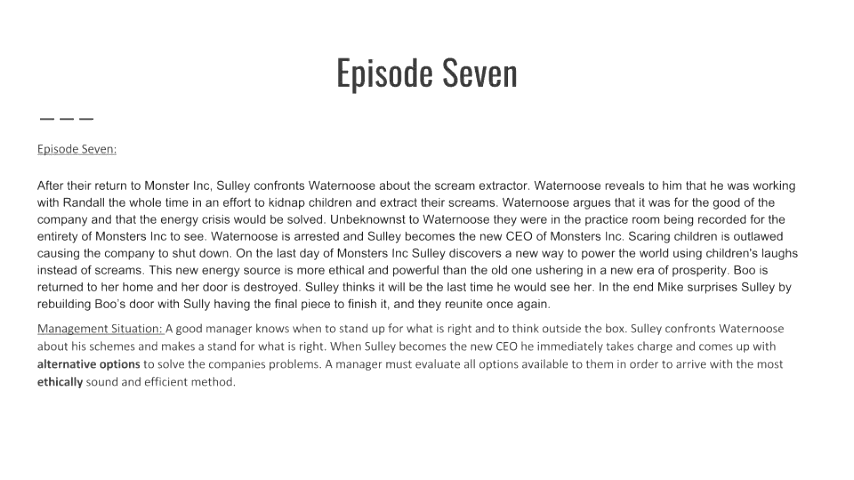 Episode Seven
Episode Seven:
After their return to Monster Inc, Sulley confronts Waternoose about the scream extractor. Waternoose reveals to him that he was working
with Randall the whole time in an effort to kidnap children and extract their screams. Waternoose argues that it was for the good of the
company and that the energy crisis would be solved. Unbeknownst to Waternoose they were in the practice room being recorded for the
entirety of Monsters Inc to see. Waternoose is arrested and Sulley becomes the new CEO of Monsters Inc. Scaring children is outlawed
causing the company to shut down. On the last day of Monsters Inc Sulley discovers a new way to power the world using children's laughs
instead of screams. This new energy source is more ethical and powerful than the old one ushering in a new era of prosperity. Boo is
returned to her home and her door is destroyed. Sulley thinks it will be the last time he would see her. In the end Mike surprises Sulley by
rebuilding Boo's door with Sully having the final piece to finish it, and they reunite once again.
Management Situation: A good manager knows when to stand up for what is right and to think outside the box. Sulley confronts Waternoose
about his schemes and makes a stand for what is right. When Sulley becomes the new CEO he immediately takes charge and comes up with
alternative options to solve the companies problems. A manager must evaluate all options available to them in order to arrive with the most
ethically sound and efficient method.